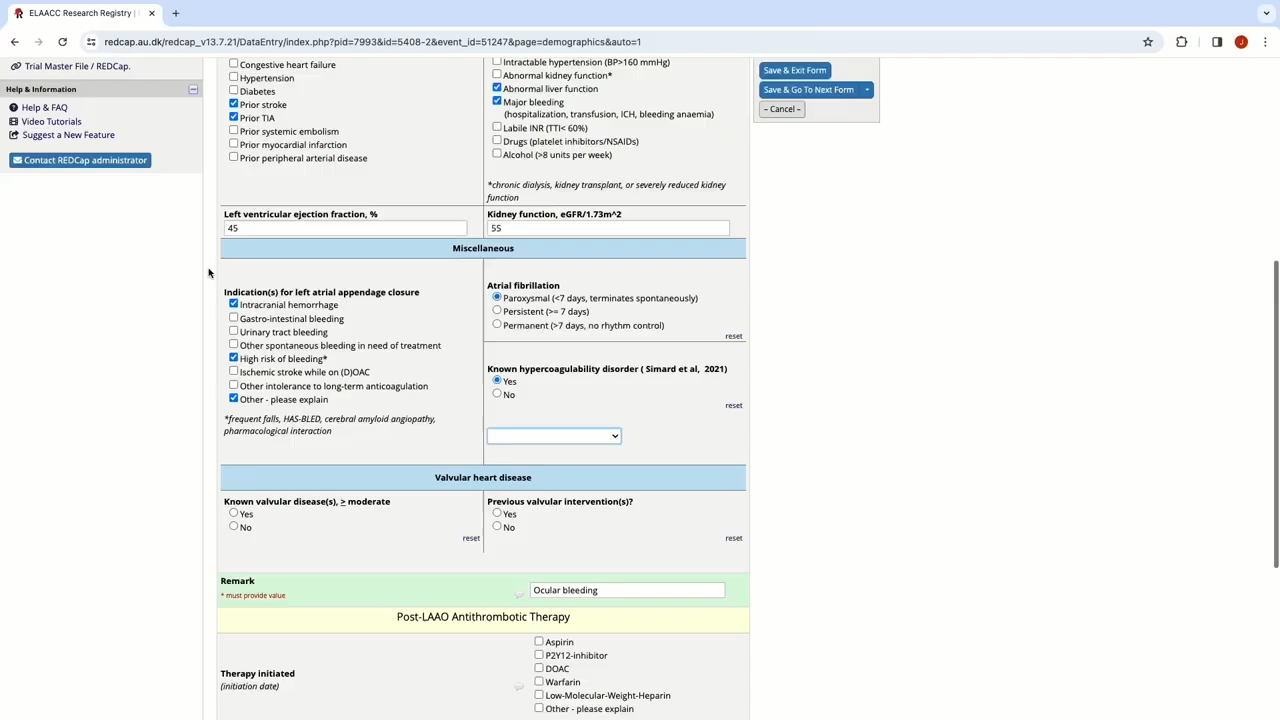 ELAACC Research Registry |
redcap.au.dk/redcap_v13.7.21/DataEntry/index.php?pid=7993&id=5408-2&event_id=51247&page=demographics&auto=1
J
Trial Master File / REDCap.
Help & Information
Help & FAQ
Video Tutorials
Suggest a New Feature
Contact REDCap administrator
Congestive heart failure
Hypertension
Diabetes
Prior stroke
Prior TIA
Prior systemic embolism
Prior myocardial infarction
Prior peripheral arterial disease
Intractable hypertension (BP>160 mmHg)
Abnormal kidney function*
Abnormal liver function
Major bleeding
(hospitalization, transfusion, ICH, bleeding anaemia)
Labile INR (TTI< 60%)
Drugs (platelet inhibitors/NSAIDs)
Alcohol (>8 units per week)
*chronic dialysis, kidney transplant, or severely reduced kidney
function
Left ventricular ejection fraction, %
45
Kidney function, eGFR/1.73m^2
55
Miscellaneous
Indication(s) for left atrial appendage closure
Intracranial hemorrhage
Gastro-intestinal bleeding
Urinary tract bleeding
Other spontaneous bleeding in need of treatment
High risk of bleeding*
Ischemic stroke while on (D)OAC
Other intolerance to long-term anticoagulation
Other - please explain
*frequent falls, HAS-BLED, cerebral amyloid angiopathy,
pharmacological interaction
Atrial fibrillation
Paroxysmal (<7 days, terminates spontaneously)
Persistent (>= 7 days)
Permanent (>7 days, no rhythm control)
reset
Known hypercoagulability disorder ( Simard et al, 2021)
Yes
No
reset
Valvular heart disease
Known valvular disease(s), ≥ moderate
Yes
No
reset
Previous valvular intervention(s)?
Yes
No
reset
Remark
* must provide value
Ocular bleeding
Post-LAAO Antithrombotic Therapy
Therapy initiated
(initiation date)
Aspirin
P2Y12-inhibitor
DOAC
Warfarin
Low-Molecular-Weight-Heparin
Other - please explain
Save & Exit Form
Save & Go To Next Form
– Cancel –